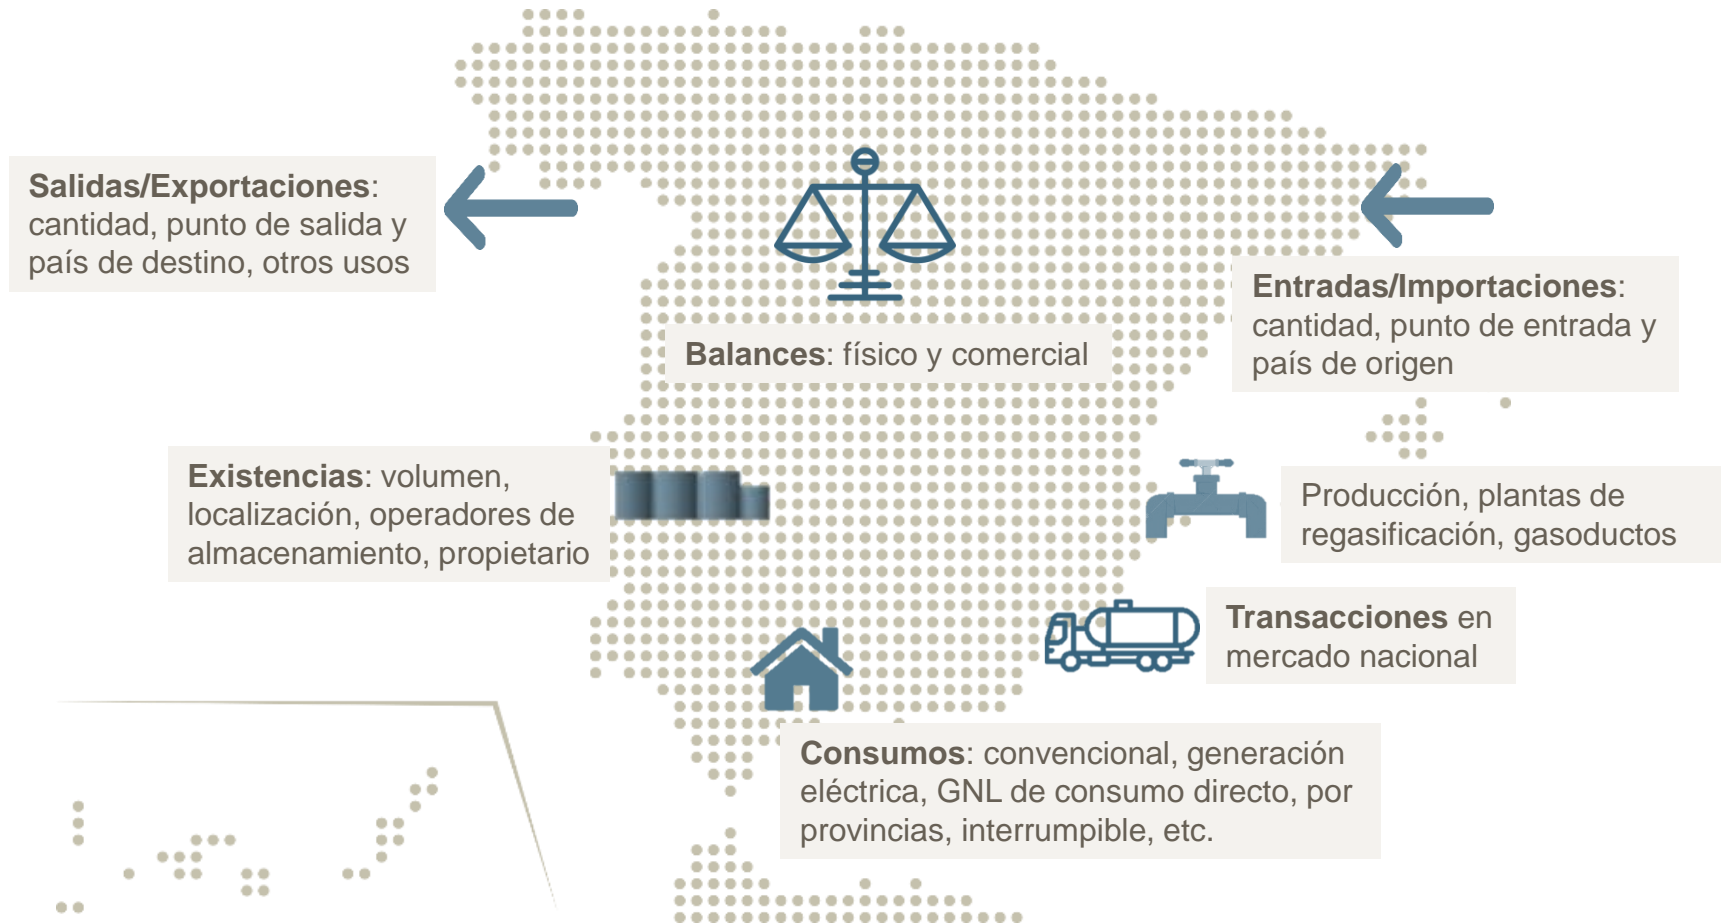 Salidas/Exportaciones:
cantidad, punto de salida y
país de destino, otros usos
Entradas/Importaciones:
cantidad, punto de entrada y
país de origen
Balances: físico y comercial
Existencias: volumen,
localización, operadores de
almacenamiento, propietario
Producción, plantas de
regasificación, gasoductos
Transacciones en
mercado nacional
Consumos: convencional, generación
eléctrica, GNL de consumo directo, por
provincias, interrumpible, etc.